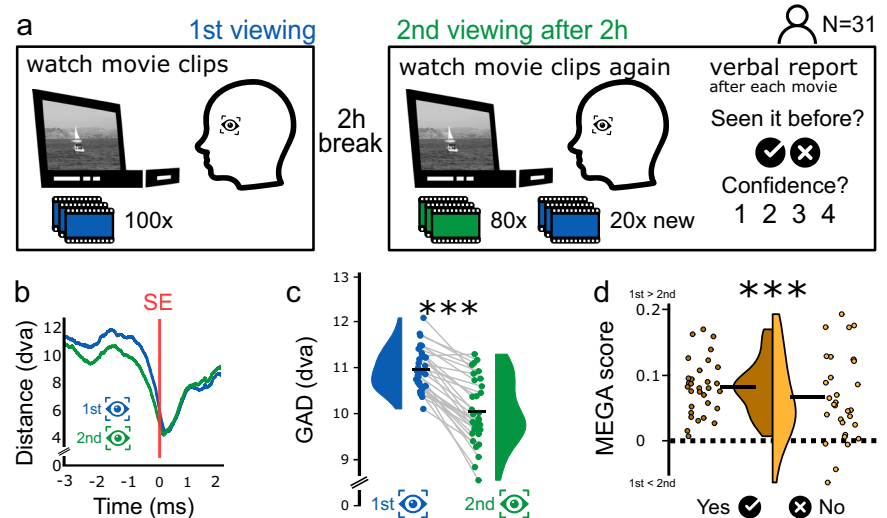 a
1st viewing
2nd viewing after 2h
N=31
watch movie clips
100x
2h
break
watch movie clips again
80x
20x new
verbal report
after each movie
Seen it before?
Confidence?
1 2 3 4
b
SE
Distance (dva)
12
10
8
6
4
0
1st
2nd
-3 -2 -1 0 1 2
Time (ms)
c
***
GAD (dva)
13
12
11
10
9
0
1st
2nd
d
***
1st > 2nd
MEGA score
0.2
0.1
0
1st < 2nd
Yes
No